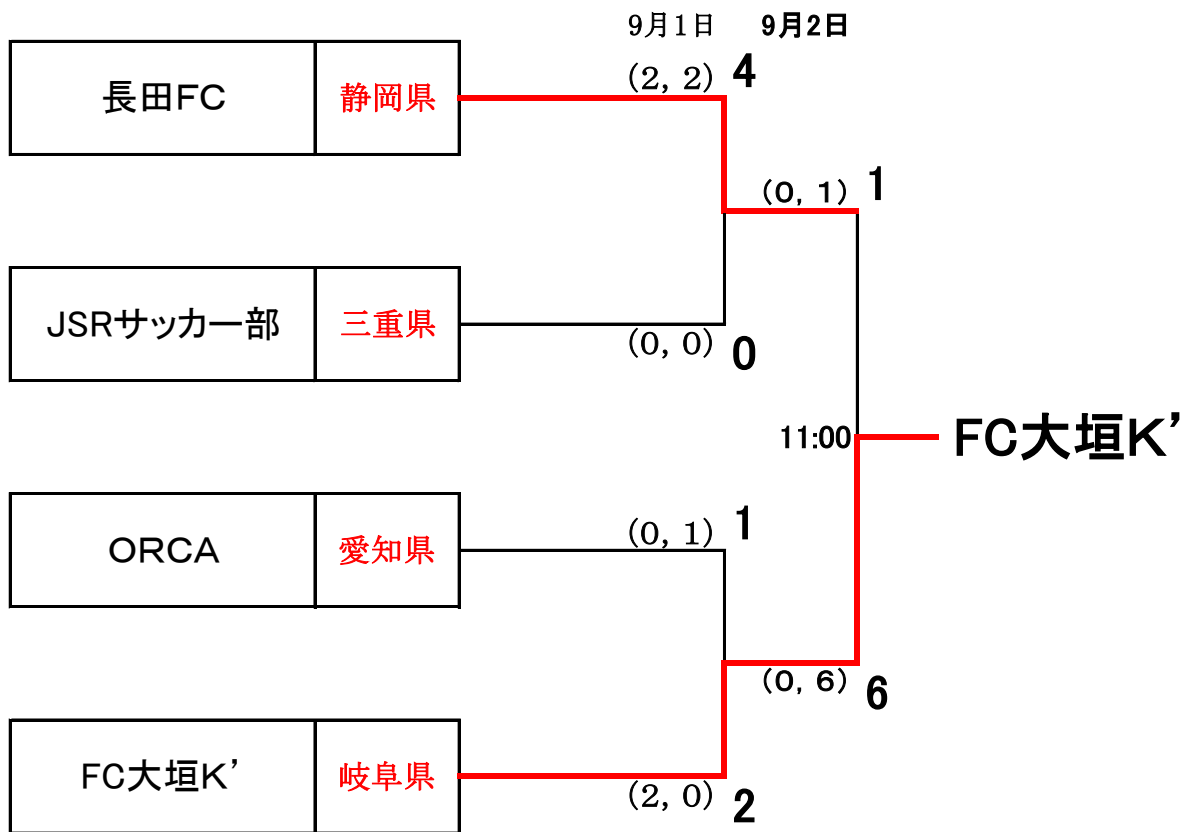 9月1日 9月2日
長田FC 静岡県 (2, 2) 4
(0, 1) 1
JSRサッカー部 三重県 (0, 0) 0
11:00 FC大垣K’
ORCA 愛知県 (0, 1) 1
(0, 6) 6
FC大垣K’ 岐阜県 (2, 0) 2